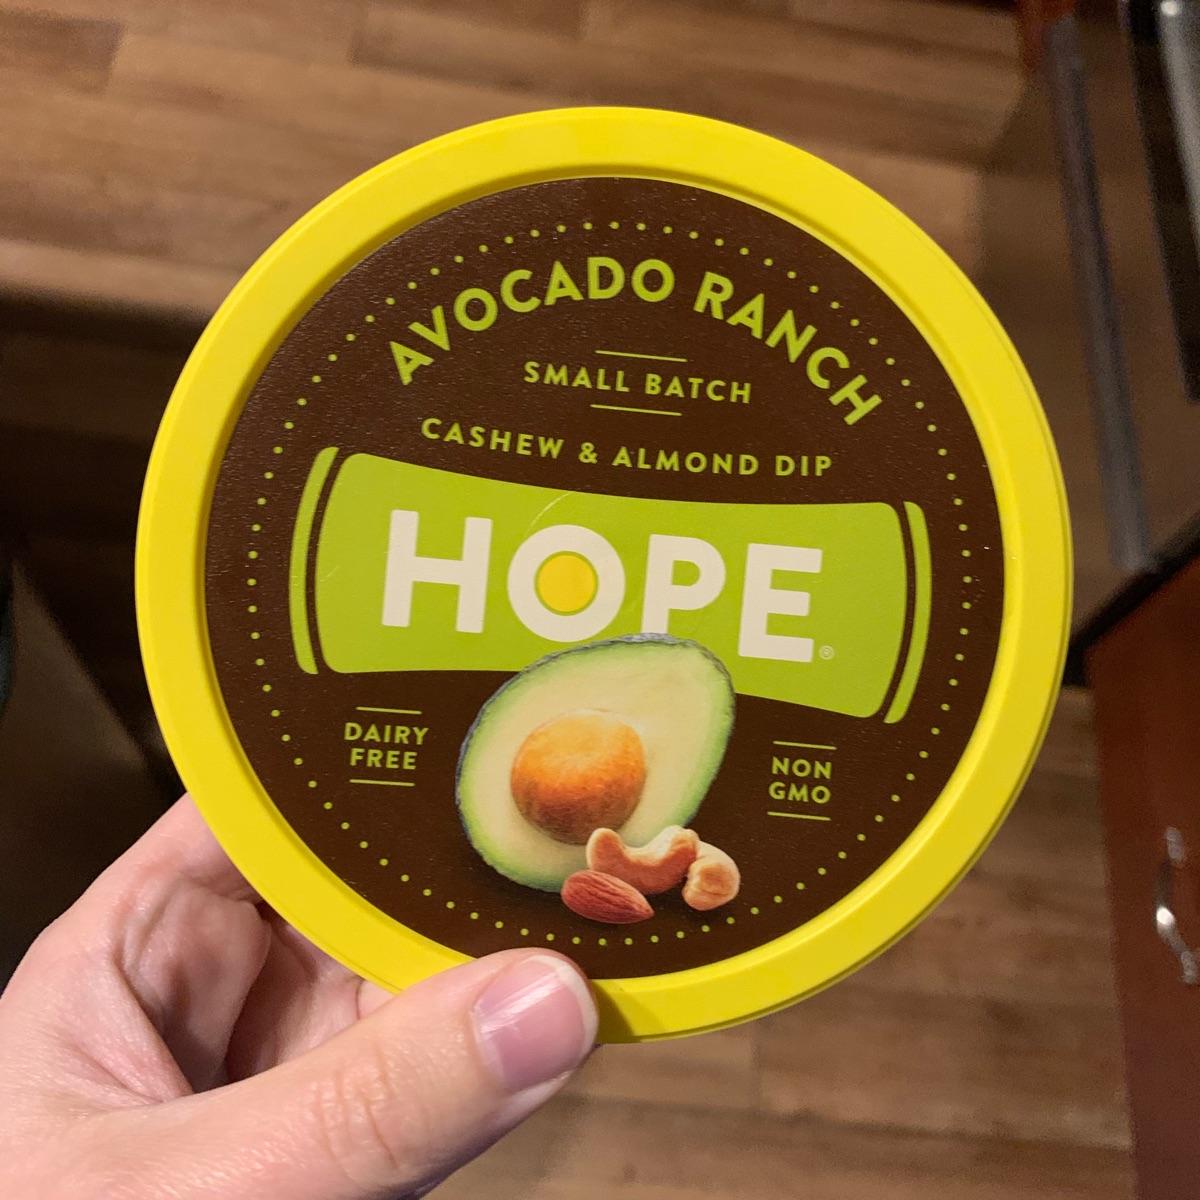 AVOCADO RANCH
SMALL BATCH
CASHEW & ALMOND DIP
HOPE®
DAIRY
FREE
NON
GMO